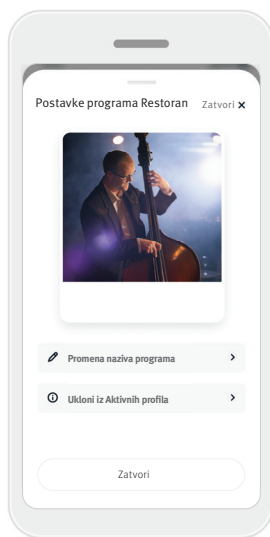 Postavke programa Restoran
Zatvori ×
Promena naziva programa
Ukloni iz Aktivnih profila
Zatvori